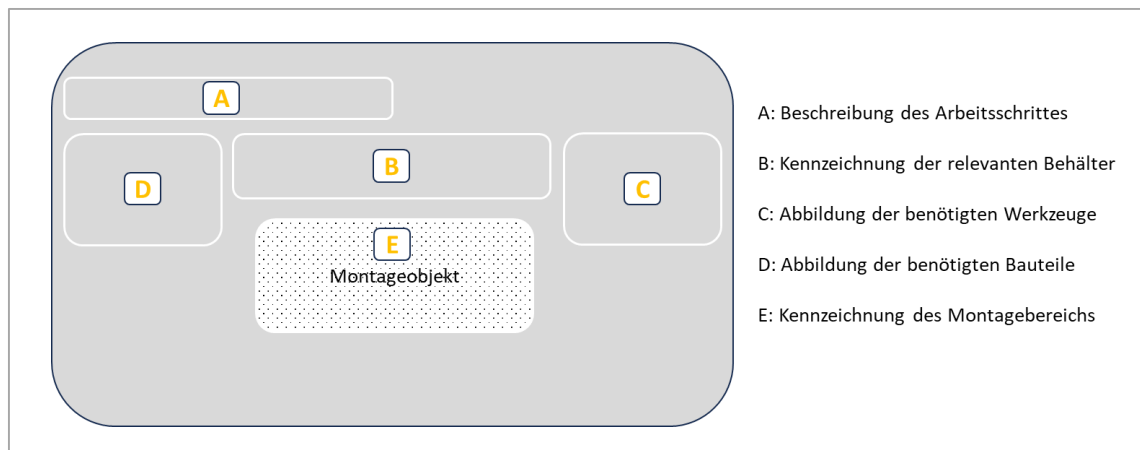 A
B
D
C
E
Montageobjekt
A: Beschreibung des Arbeitsschrittes
B: Kennzeichnung der relevanten Behälter
C: Abbildung der benötigten Werkzeuge
D: Abbildung der benötigten Bauteile
E: Kennzeichnung des Montagebereichs